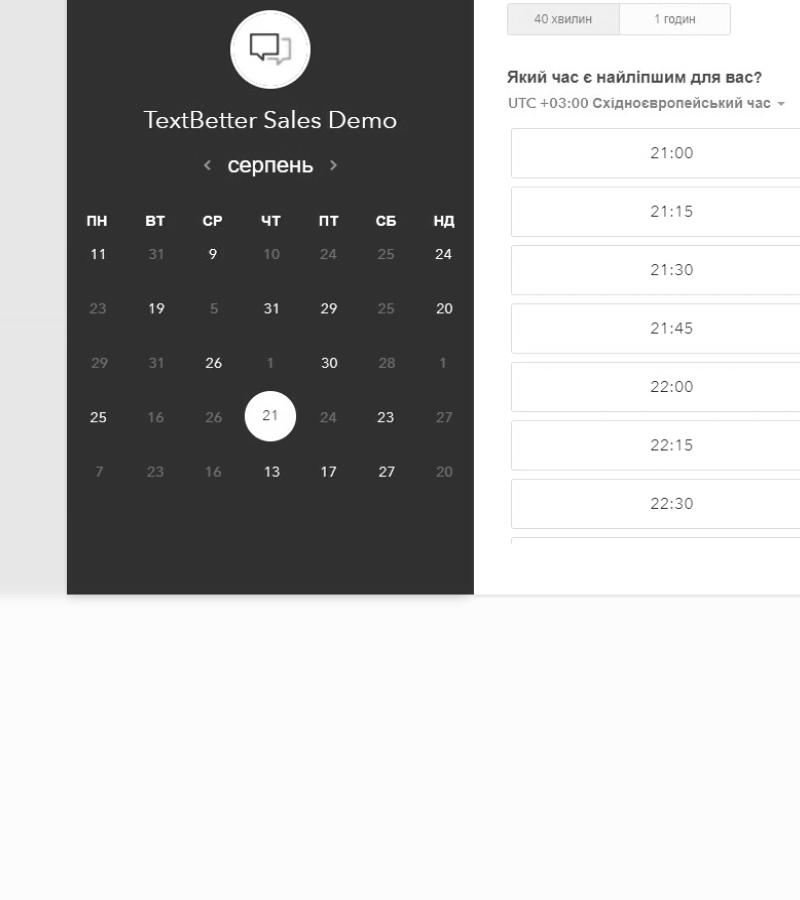 TextBetter Sales Demo
серпень
ПН ВТ СР ЧТ ПТ СБ НД
11 31 9 10 24 25 24
23 19 5 31 29 25 20
29 31 26 1 30 28 1
25 16 26 21 24 23 27
7 23 16 13 17 27 20
40 хвилин 1 годин
Який час є найліпшим для вас?
UTC +03:00 Східноєвропейський час
21:00
21:15
21:30
21:45
22:00
22:15
22:30